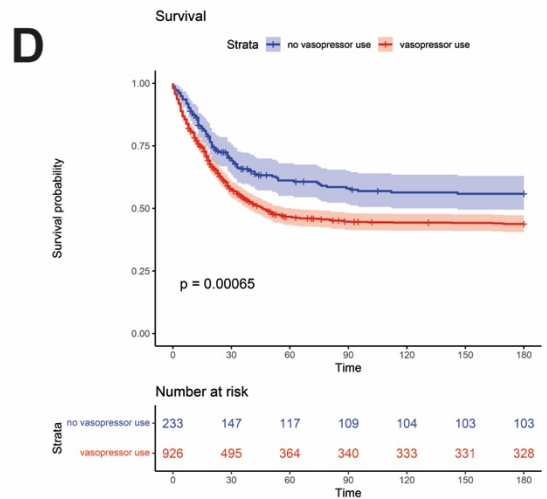 D
Survival
Strata no vasopressor use vasopressor use
Survival probability
1.00
0.75
0.50
0.25
0.00
p = 0.00065
0 30 60 90 120 150 180
Time
Number at risk
Strata
no vasopressor use 233 147 117 109 104 103 103
vasopressor use 926 495 364 340 333 331 328
0 30 60 90 120 150 180
Time